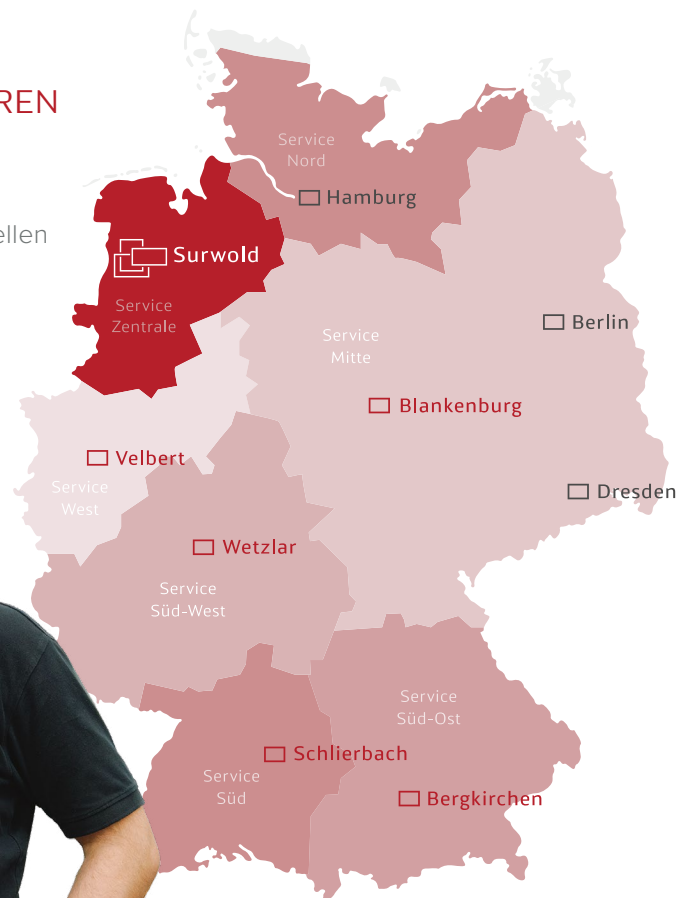 REN
ellen
Service
Nord
Hamburg
Surwold
Service
Zentrale
Berlin
Service
Mitte
Blankenburg
Velbert
Service
West
Dresden
Wetzlar
Service
Süd-West
Service
Süd-Ost
Schlierbach
Service
Süd
Bergkirchen